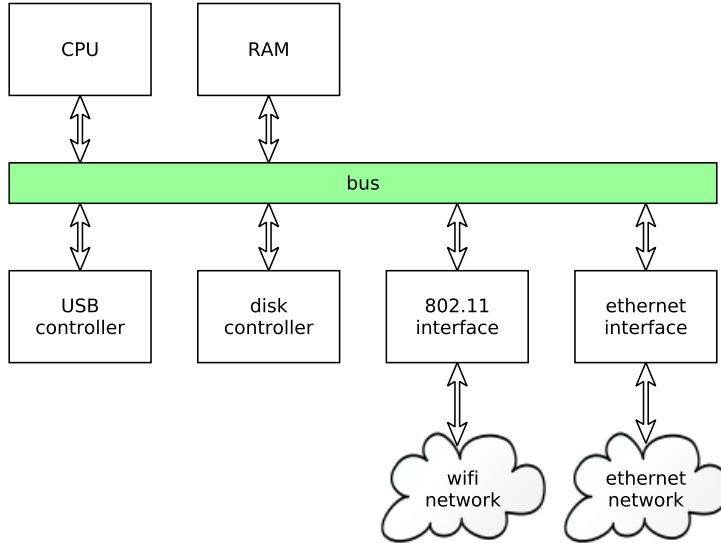 CPU
RAM
bus
USB
controller
disk
controller
802.11
interface
ethernet
interface
wifi
network
ethernet
network